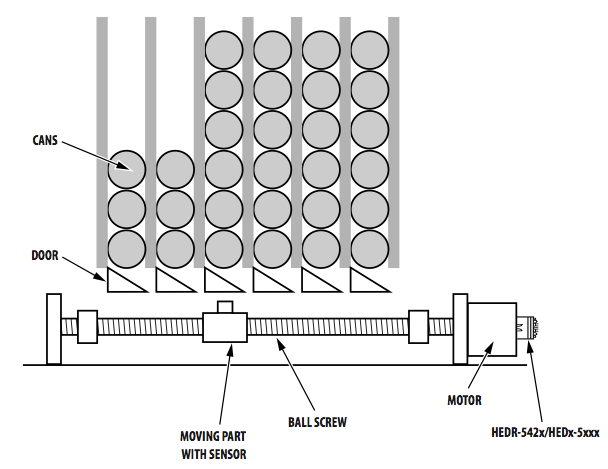 CANS
DOOR
MOTOR
BALL SCREW
HEDR-542x/HEDx-5xxx
MOVING PART
WITH SENSOR